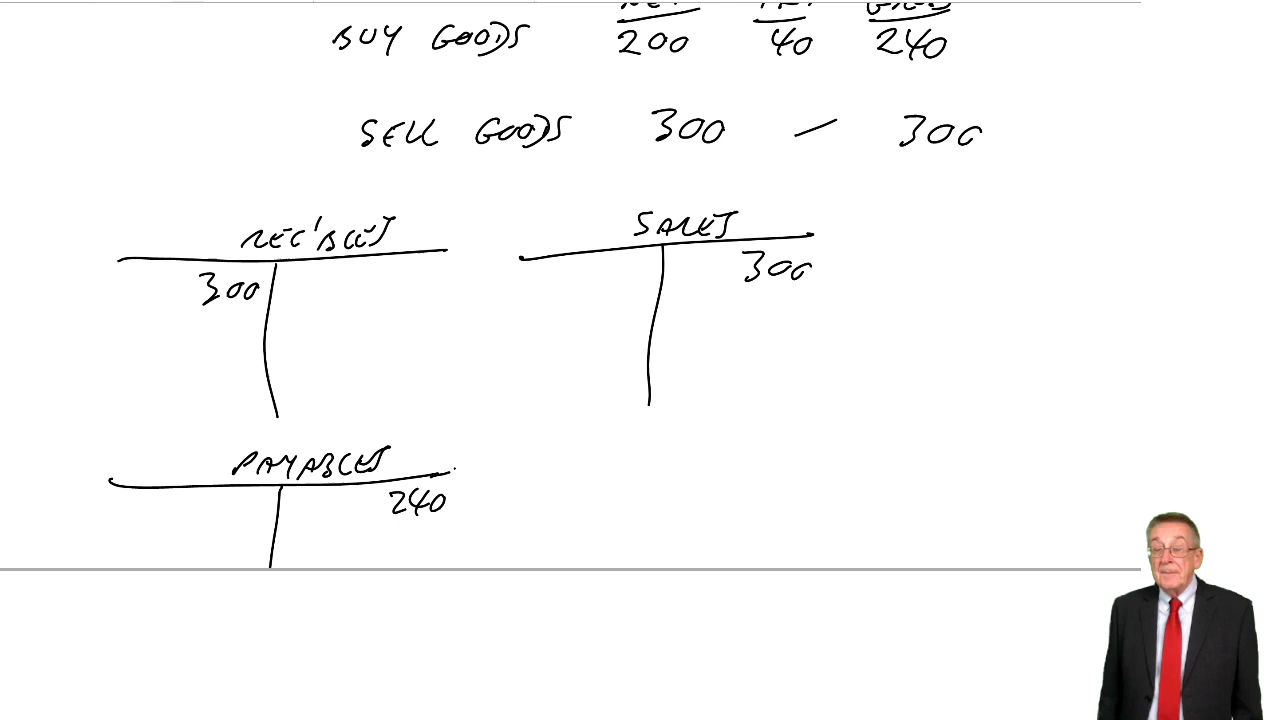 BUY GOODS 200 40 240
SELL GOODS 300 — 300
REC'BLES
300
SALES
300
PAYABLES
240